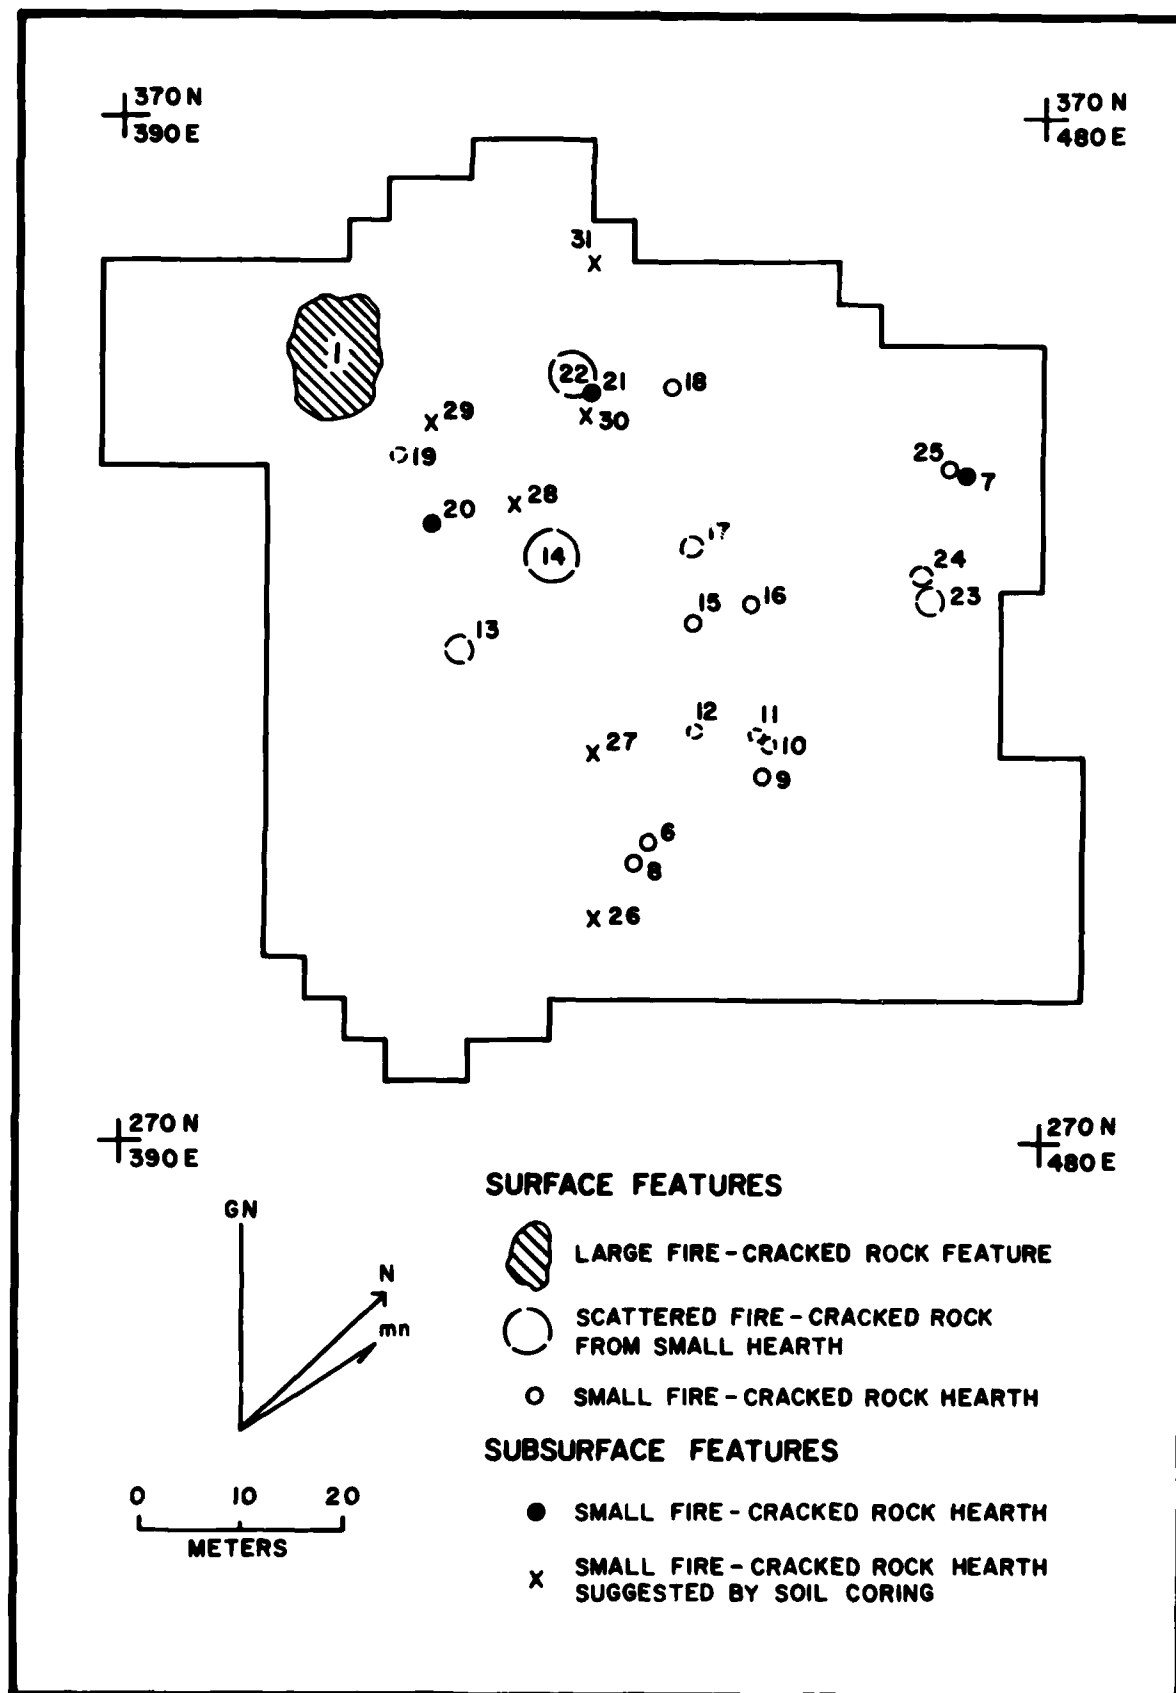 370 N
390 E
370 N
480 E
31
1
22
21
18
30
29
19
25
7
28
20
17
14
24
23
15
16
13
12
11
10
27
9
6
8
26
270 N
390 E
270 N
480 E
SURFACE FEATURES
GN
LARGE FIRE-CRACKED ROCK FEATURE
N
mn
SCATTERED FIRE-CRACKED ROCK
FROM SMALL HEARTH
SMALL FIRE-CRACKED ROCK HEARTH
SUBSURFACE FEATURES
0 10 20
METERS
SMALL FIRE-CRACKED ROCK HEARTH
SMALL FIRE-CRACKED ROCK HEARTH
SUGGESTED BY SOIL CORING